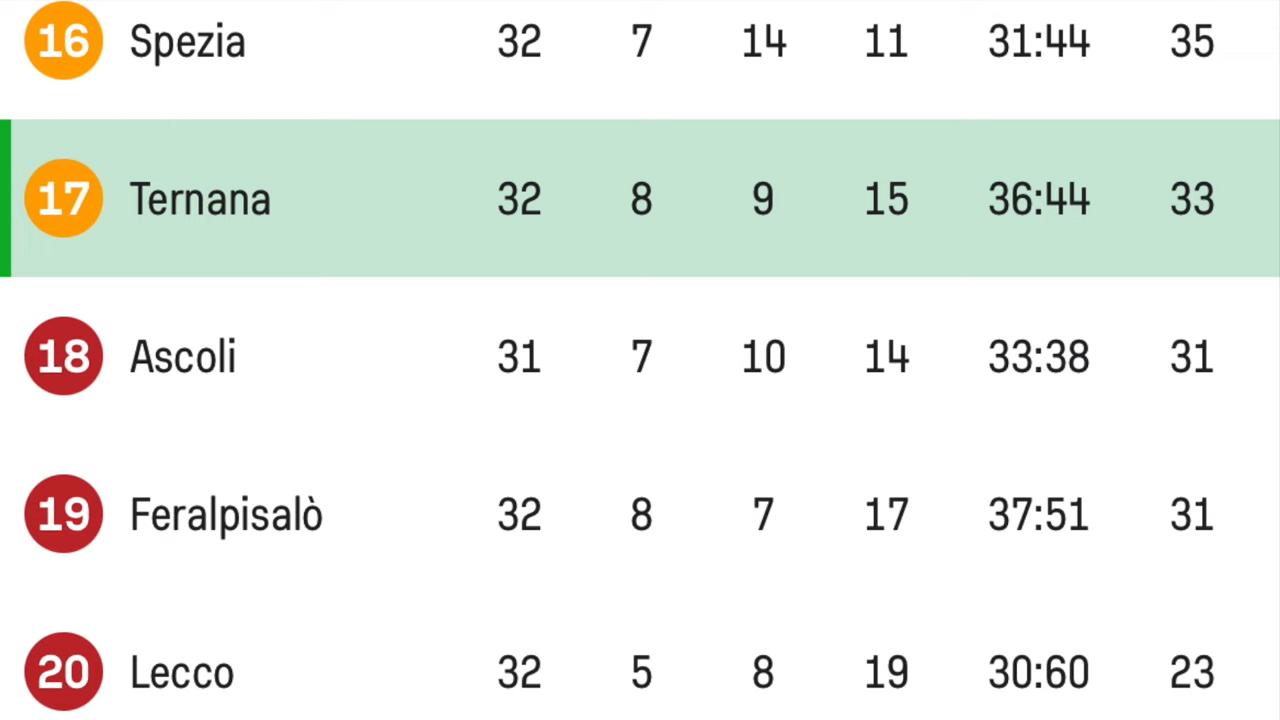 16 Spezia 32 7 14 11 31:44 35
17 Ternana 32 8 9 15 36:44 33
18 Ascoli 31 7 10 14 33:38 31
19 Feralpisalò 32 8 7 17 37:51 31
20 Lecco 32 5 8 19 30:60 23